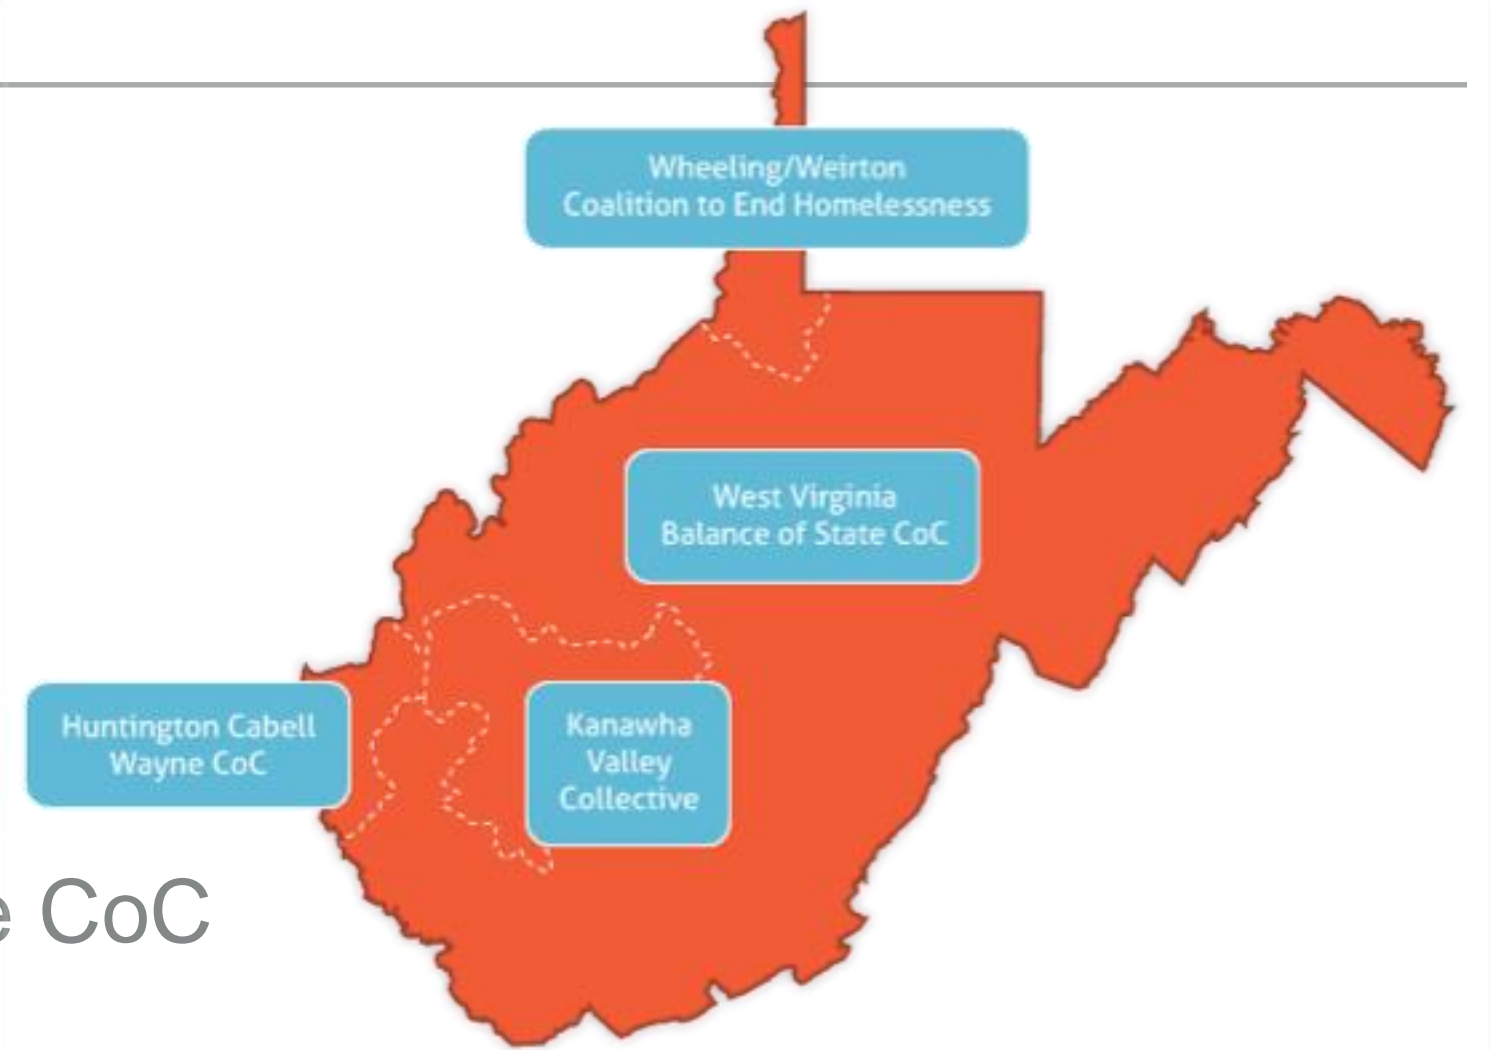 Wheeling/Weirton
Coalition to End Homelessness
West Virginia
Balance of State CoC
Huntington Cabell
Wayne CoC
Kanawha
Valley
Collective
e CoC